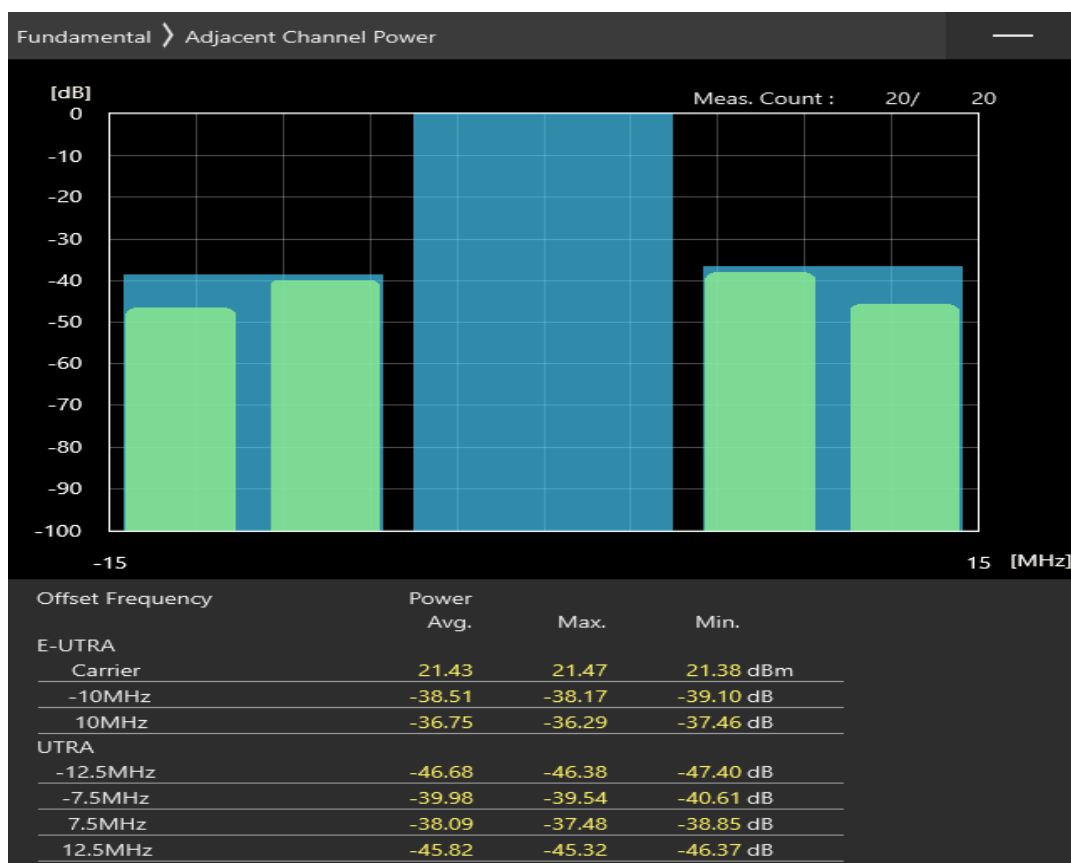 Fundamental 〉 Adjacent Channel Power
[dB]
Meas. Count : 20/ 20
0
-10
-20
-30
-40
-50
-60
-70
-80
-90
-100
-15 15 [MHz]
Offset Frequency Power
Avg. Max. Min.
E-UTRA
Carrier 21.43 21.47 21.38 dBm
-10MHz -38.51 -38.17 -39.10 dB
10MHz -36.75 -36.29 -37.46 dB
UTRA
-12.5MHz -46.68 -46.38 -47.40 dB
-7.5MHz -39.98 -39.54 -40.61 dB
7.5MHz -38.09 -37.48 -38.85 dB
12.5MHz -45.82 -45.32 -46.37 dB